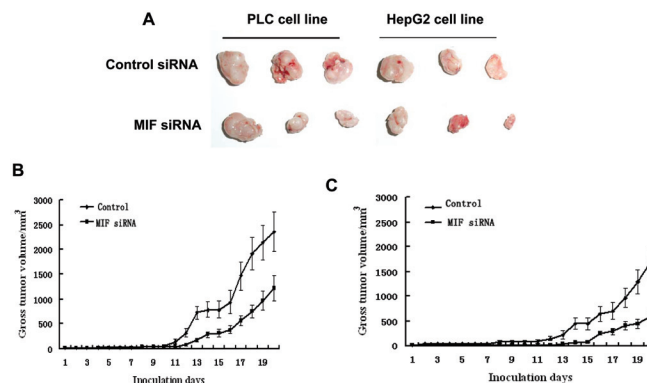 A
PLC cell line HepG2 cell line
Control siRNA
MIF siRNA
B
Gross tumor volume/mm3
3000
2500
2000
1500
1000
500
0
Control
MIF siRNA
1 3 5 7 9 11 13 15 17 19
Inoculation days
C
Gross tumor volume/mm3
3000
2500
2000
1500
1000
500
0
Control
MIF siRNA
1 3 5 7 9 11 13 15 17 19
Inoculation days